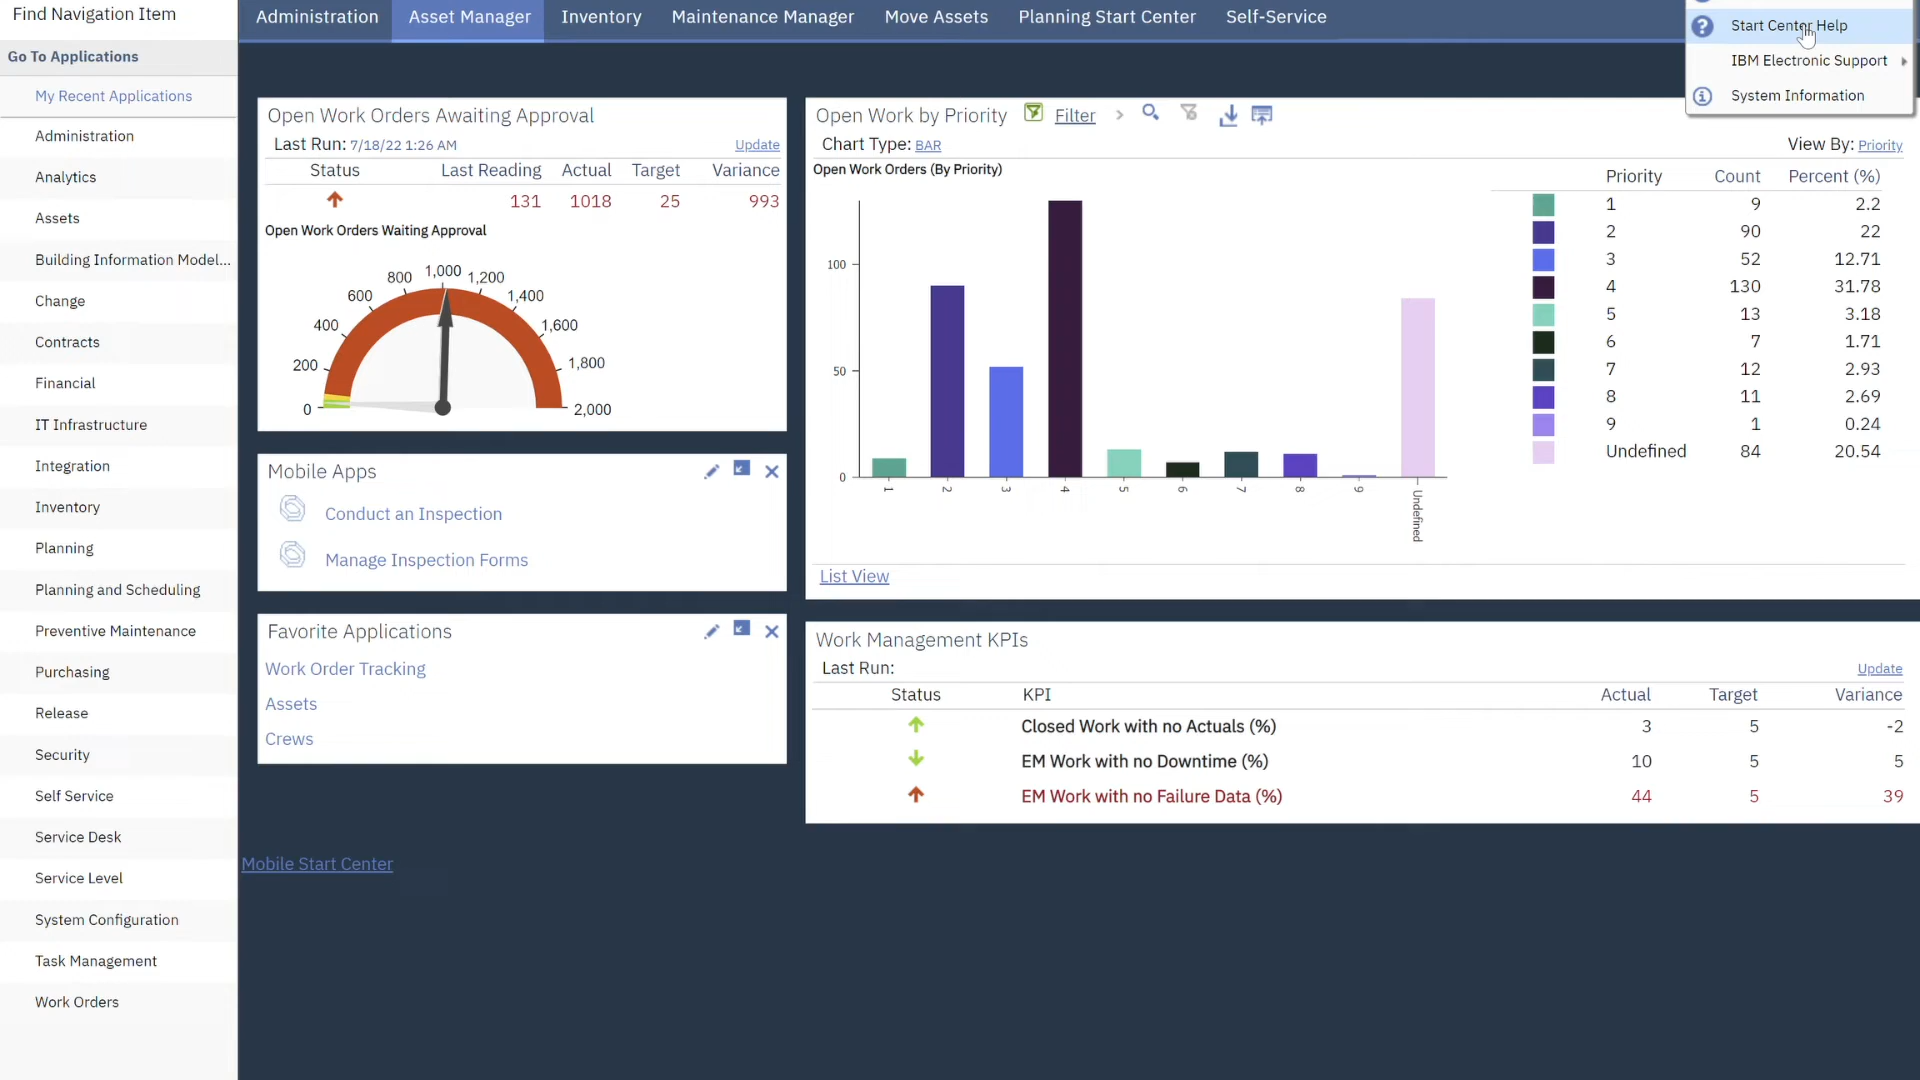 Find Navigation Item
Administration Asset Manager Inventory Maintenance Manager Move Assets Planning Start Center Self-Service
Start Center Help
IBM Electronic Support
System Information
Go To Applications
My Recent Applications
Administration
Analytics
Assets
Building Information Model...
Change
Contracts
Financial
IT Infrastructure
Integration
Inventory
Planning
Planning and Scheduling
Preventive Maintenance
Purchasing
Release
Security
Self Service
Service Desk
Service Level
System Configuration
Task Management
Work Orders
Open Work Orders Awaiting Approval
Last Run: 7/18/22 1:26 AM Update
Status Last Reading Actual Target Variance
131 1018 25 993
Open Work Orders Waiting Approval
0
200
400
600
800
1,000
1,200
1,400
1,600
1,800
2,000
Mobile Apps
Conduct an Inspection
Manage Inspection Forms
Favorite Applications
Work Order Tracking
Assets
Crews
Mobile Start Center
Open Work by Priority Filter
Chart Type: BAR View By: Priority
Open Work Orders (By Priority)
100
50
0
1 2 3 4 5 6 7 8 9 Undefined
Priority Count Percent (%)
1 9 2.2
2 90 22
3 52 12.71
4 130 31.78
5 13 3.18
6 7 1.71
7 12 2.93
8 11 2.69
9 1 0.24
Undefined 84 20.54
List View
Work Management KPIs
Last Run: Update
Status KPI Actual Target Variance
Closed Work with no Actuals (%) 3 5 -2
EM Work with no Downtime (%) 10 5 5
EM Work with no Failure Data (%) 44 5 39